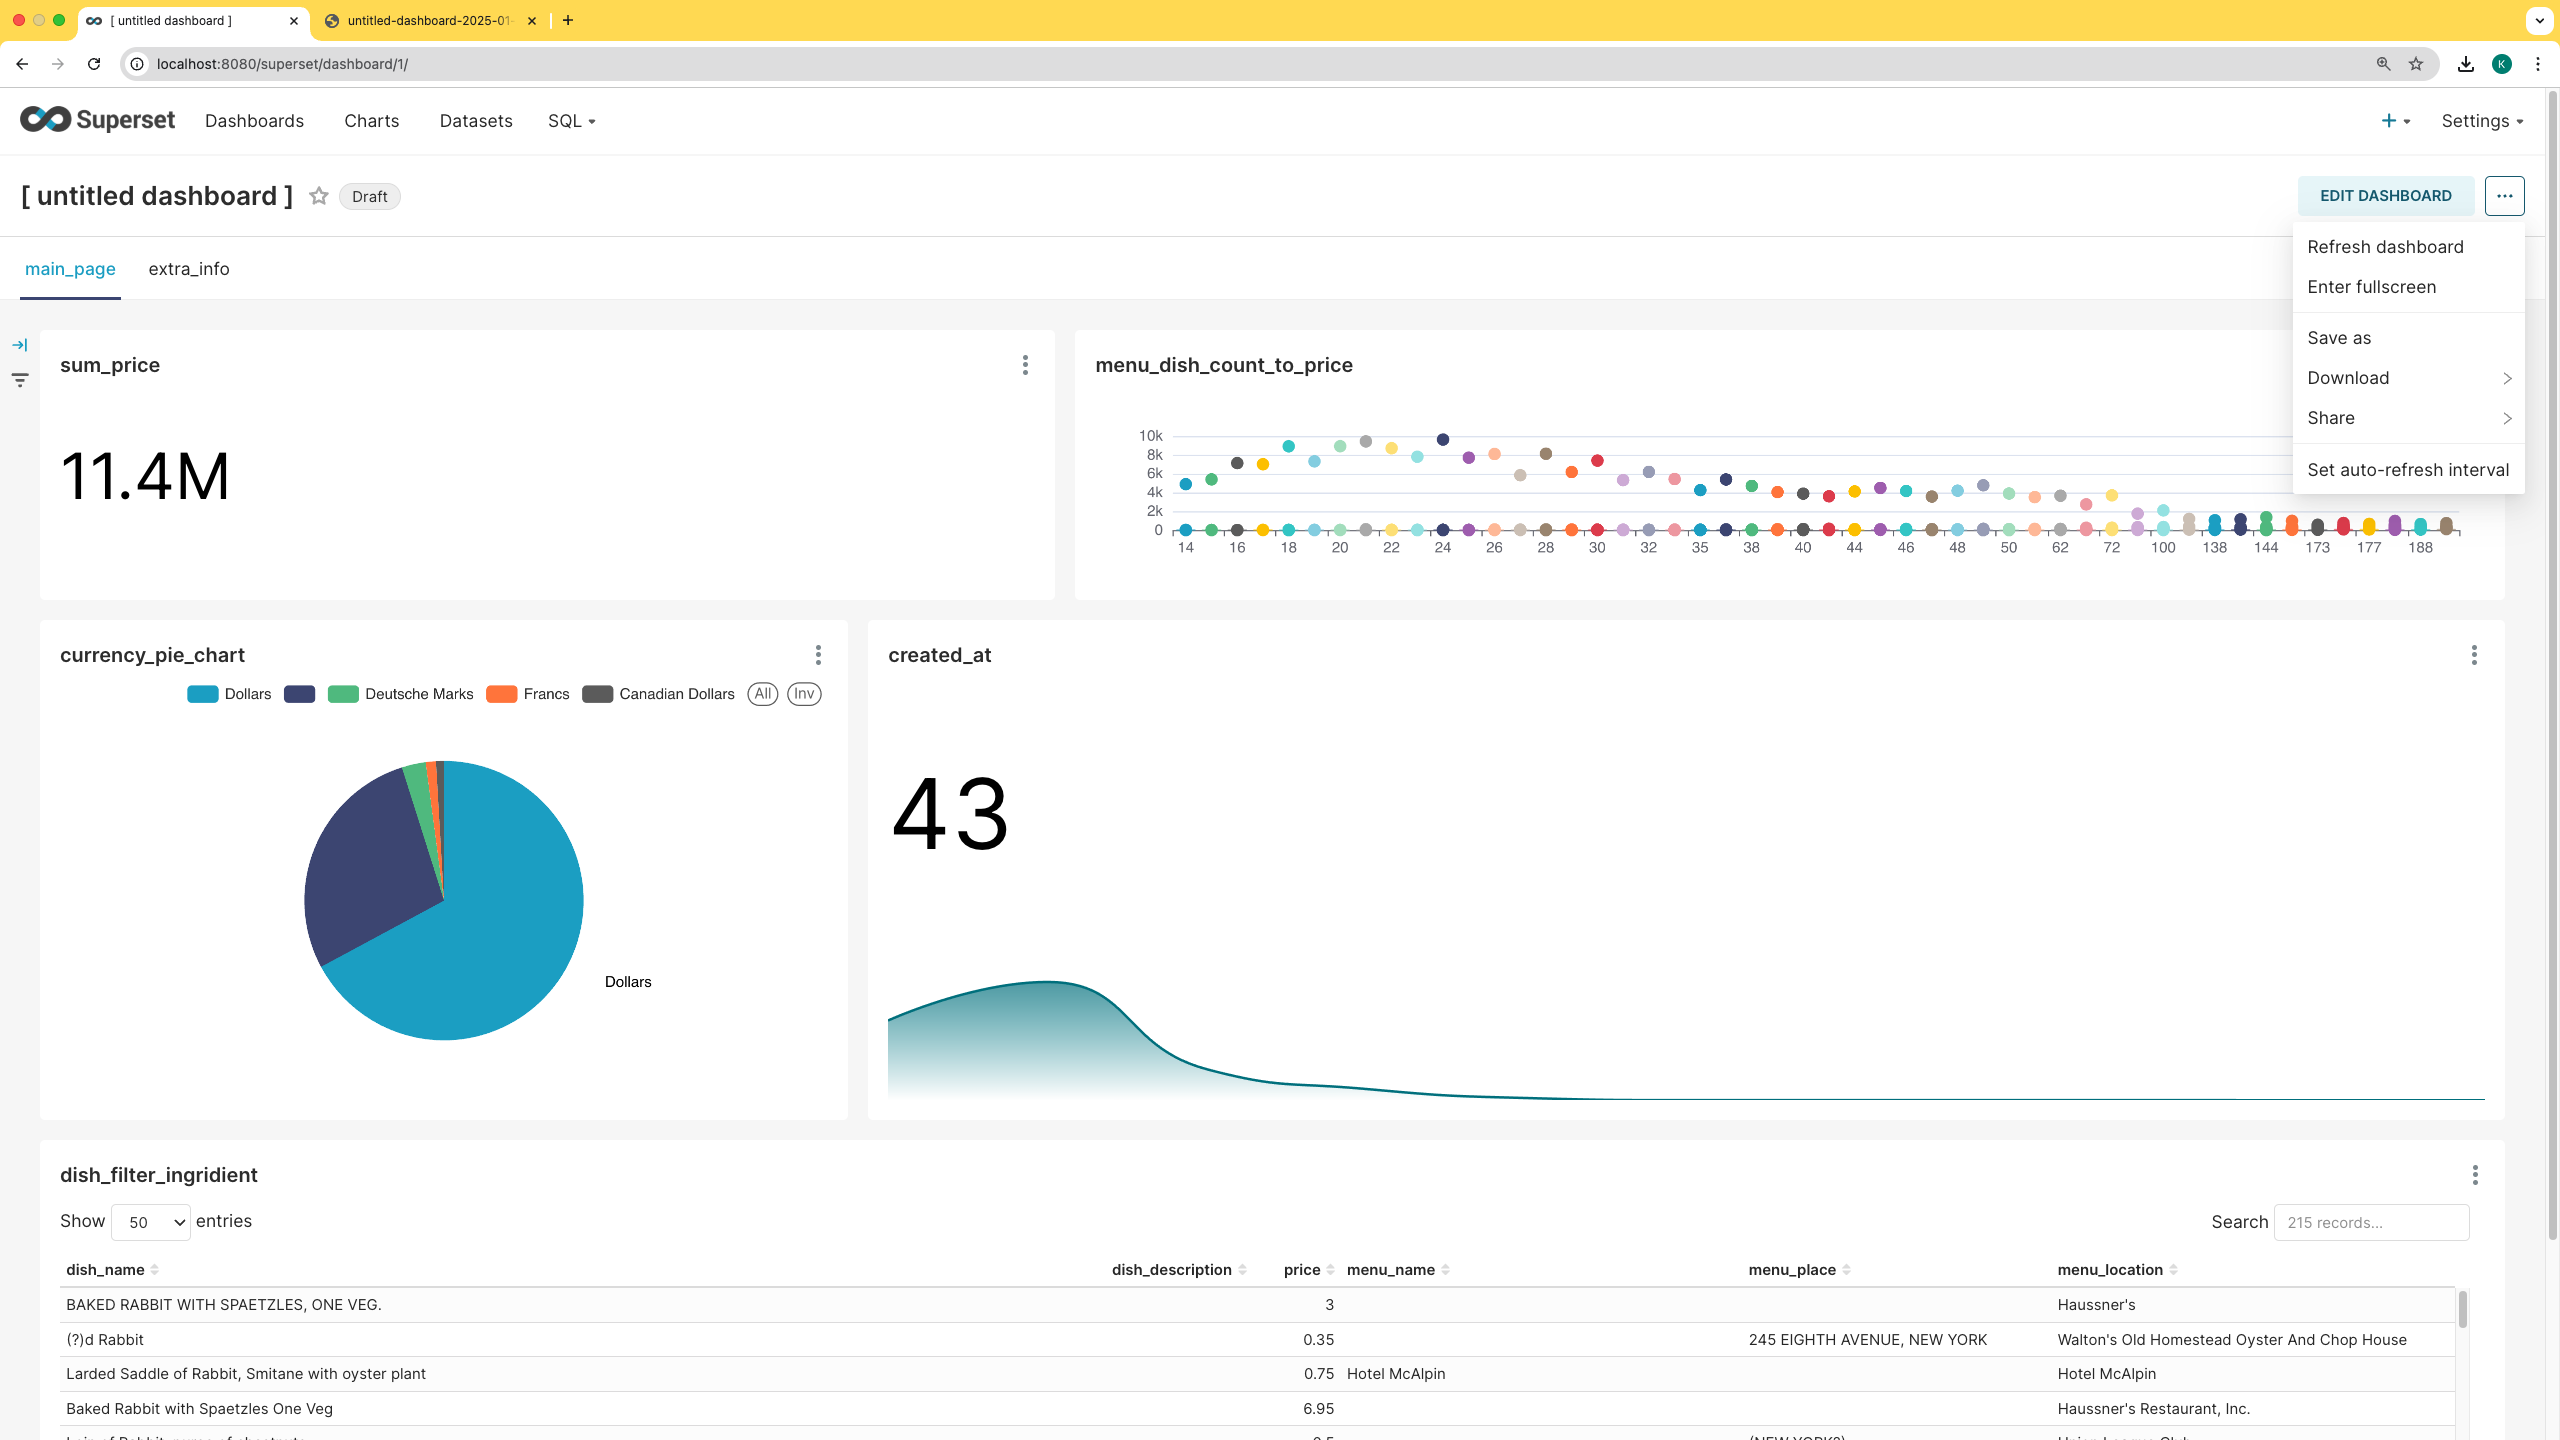 [ untitled dashboard ]
untitled-dashboard-2025-01-
localhost:8080/superset/dashboard/1/
K
Superset Dashboards Charts Datasets SQL Settings
[ untitled dashboard ] Draft EDIT DASHBOARD
main_page extra_info
Refresh dashboard
Enter fullscreen
Save as
Download
Share
Set auto-refresh interval
sum_price
11.4M
menu_dish_count_to_price
10k
8k
6k
4k
2k
0
14 16 18 20 22 24 26 28 30 32 35 38 40 44 46 48 50 62 72 100 138 144 173 177 188
currency_pie_chart
Dollars Deutsche Marks Francs Canadian Dollars All Inv
Dollars
created_at
43
dish_filter_ingridient
Show 50 entries Search 215 records...
dish_name dish_description price menu_name menu_place menu_location
BAKED RABBIT WITH SPAETZLES, ONE VEG. 3 Haussner's
(?)d Rabbit 0.35 245 EIGHTH AVENUE, NEW YORK Walton's Old Homestead Oyster And Chop House
Larded Saddle of Rabbit, Smitane with oyster plant 0.75 Hotel McAlpin Hotel McAlpin
Baked Rabbit with Spaetzles One Veg 6.95 Haussner's Restaurant, Inc.